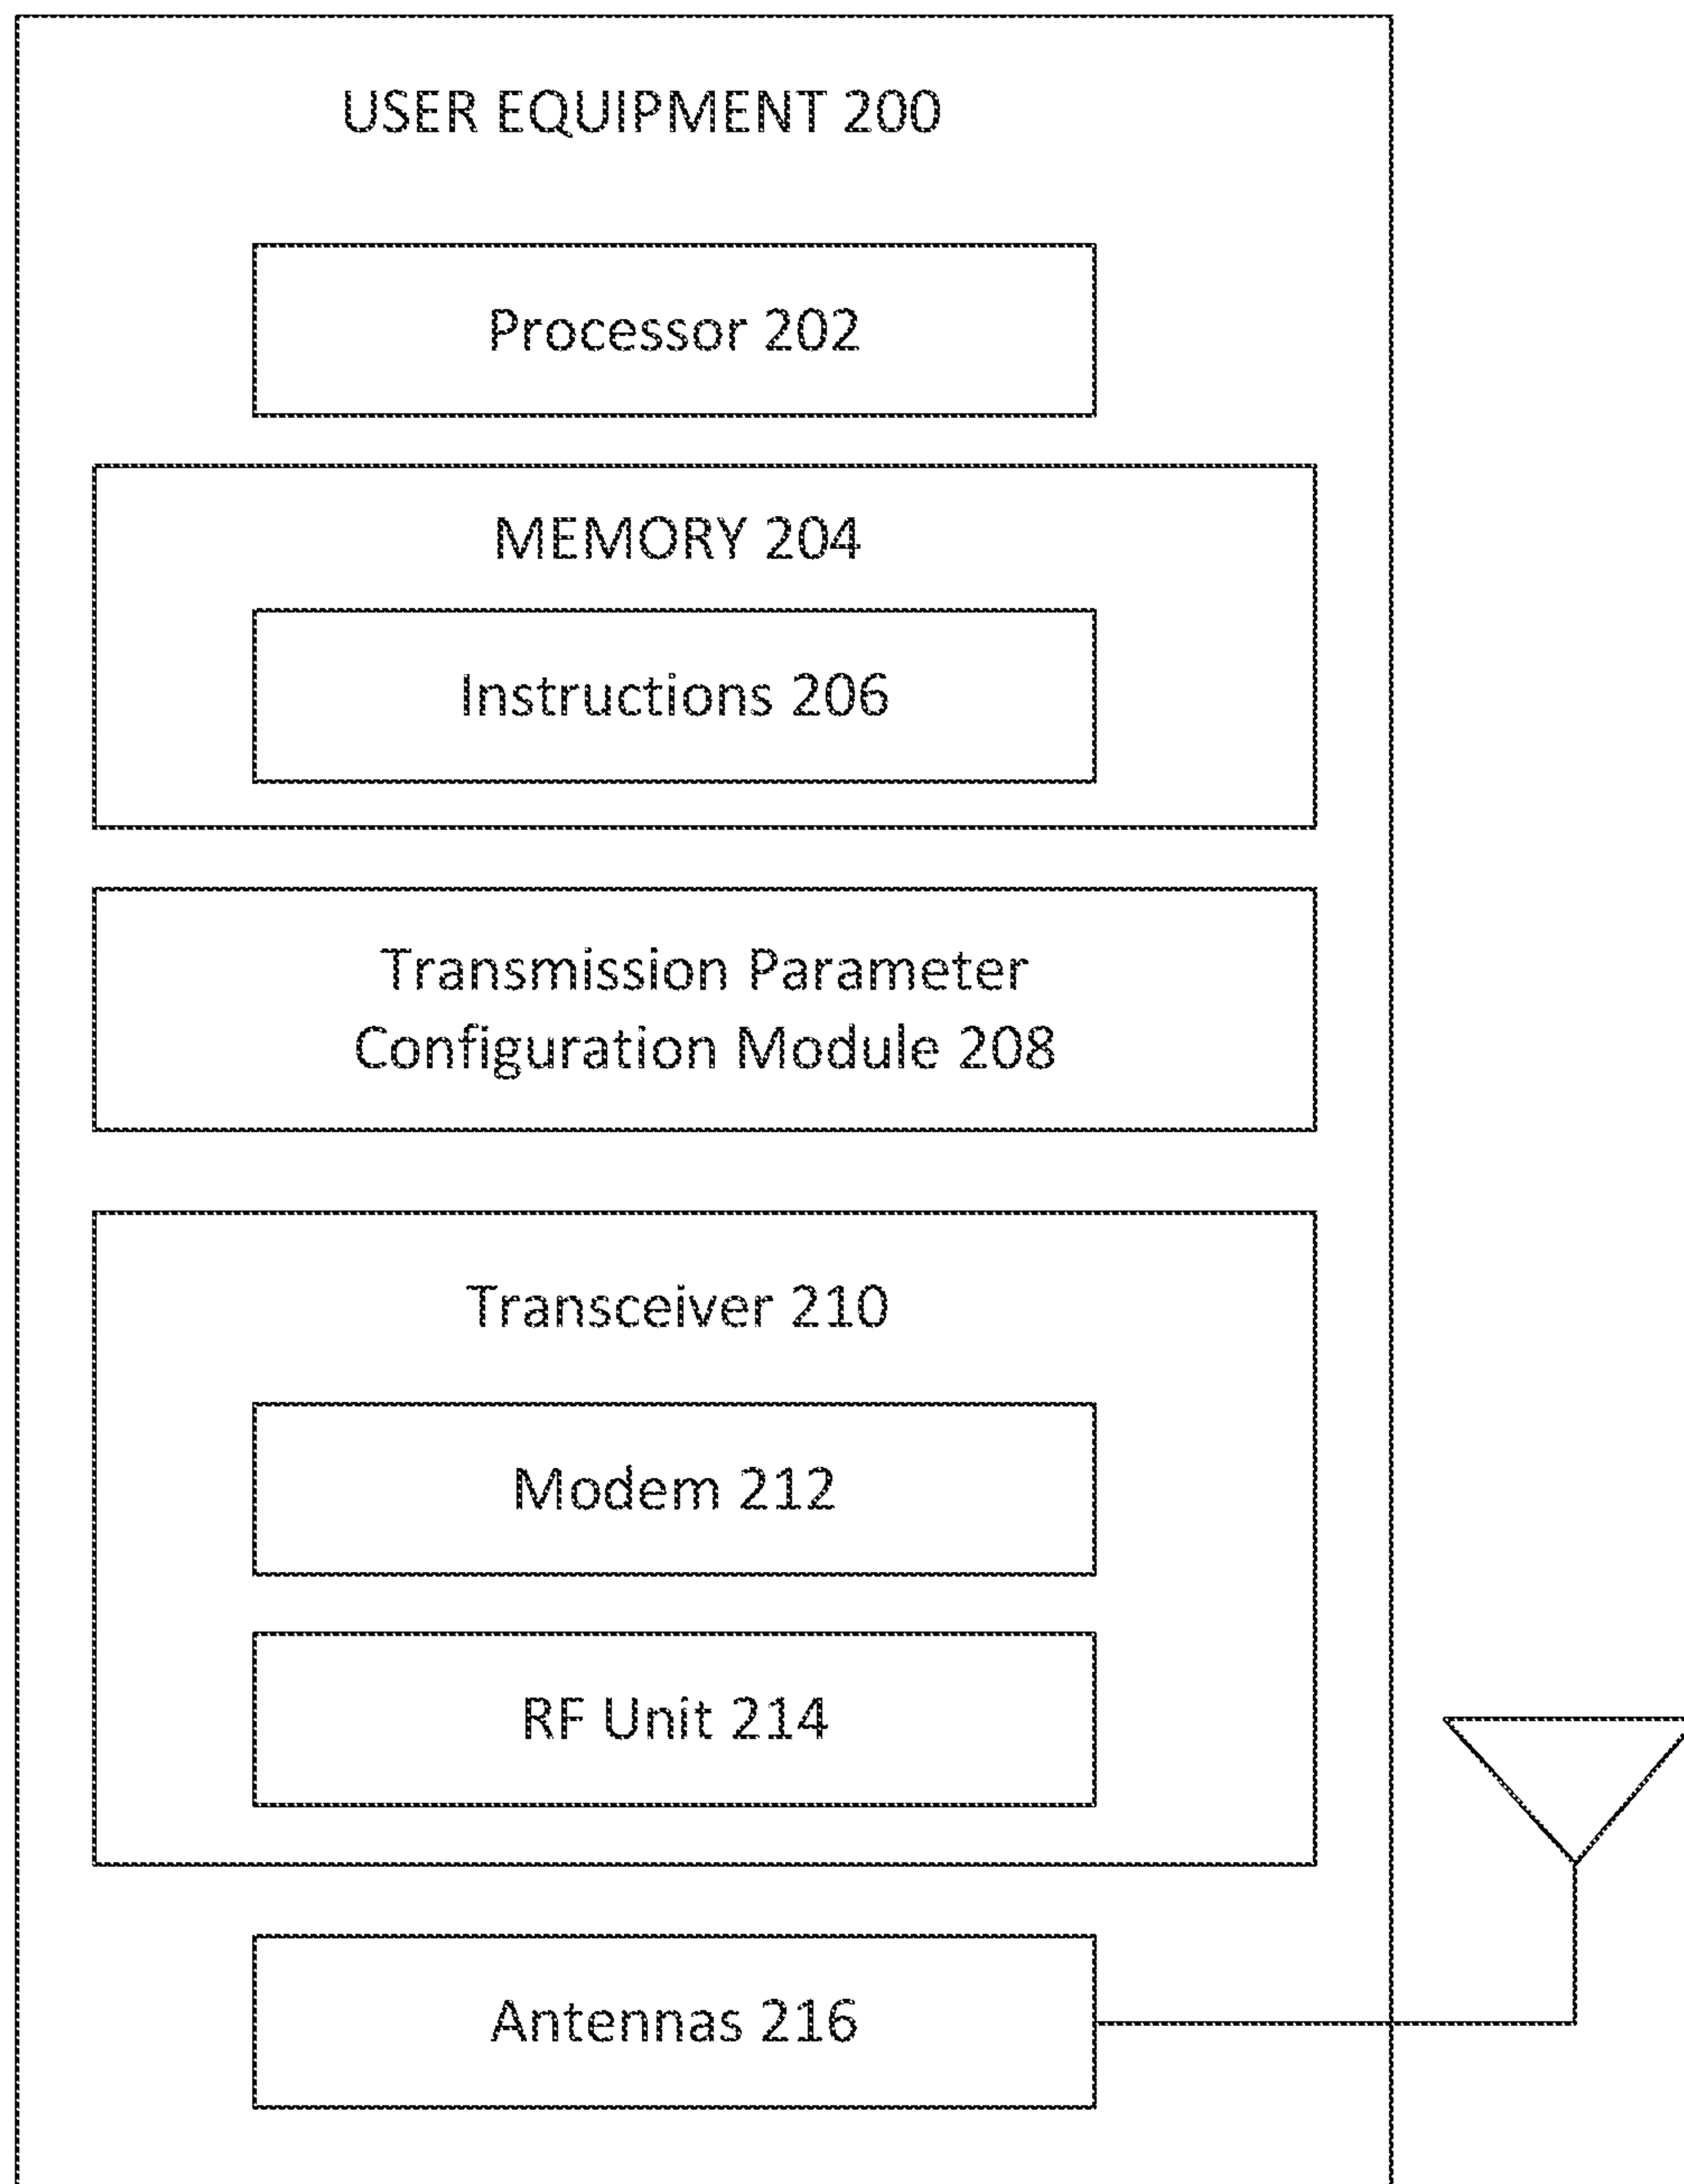 USER EQUIPMENT 200
Processor 202
MEMORY 204
Instructions 206
Transmission Parameter
Configuration Module 208
Transceiver 210
Modem 212
RF Unit 214
Antennas 216